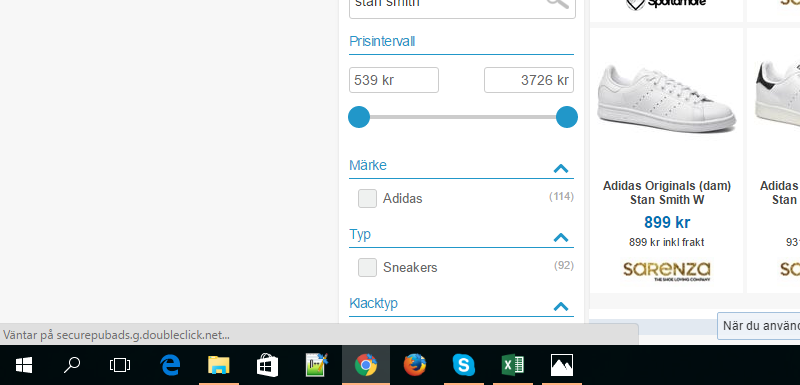 stan smith
Prisintervall
539 kr
3726 kr
Märke
Adidas
(114)
Typ
Sneakers
(92)
Klacktyp
Sportamore
Adidas Originals (dam)
Stan Smith W
899 kr
899 kr inkl frakt
SARENZA
THE SHOE LOVING COMPANY
Adidas
Stan
93
När du använd
Väntar på securepubads.g.doubleclick.net...